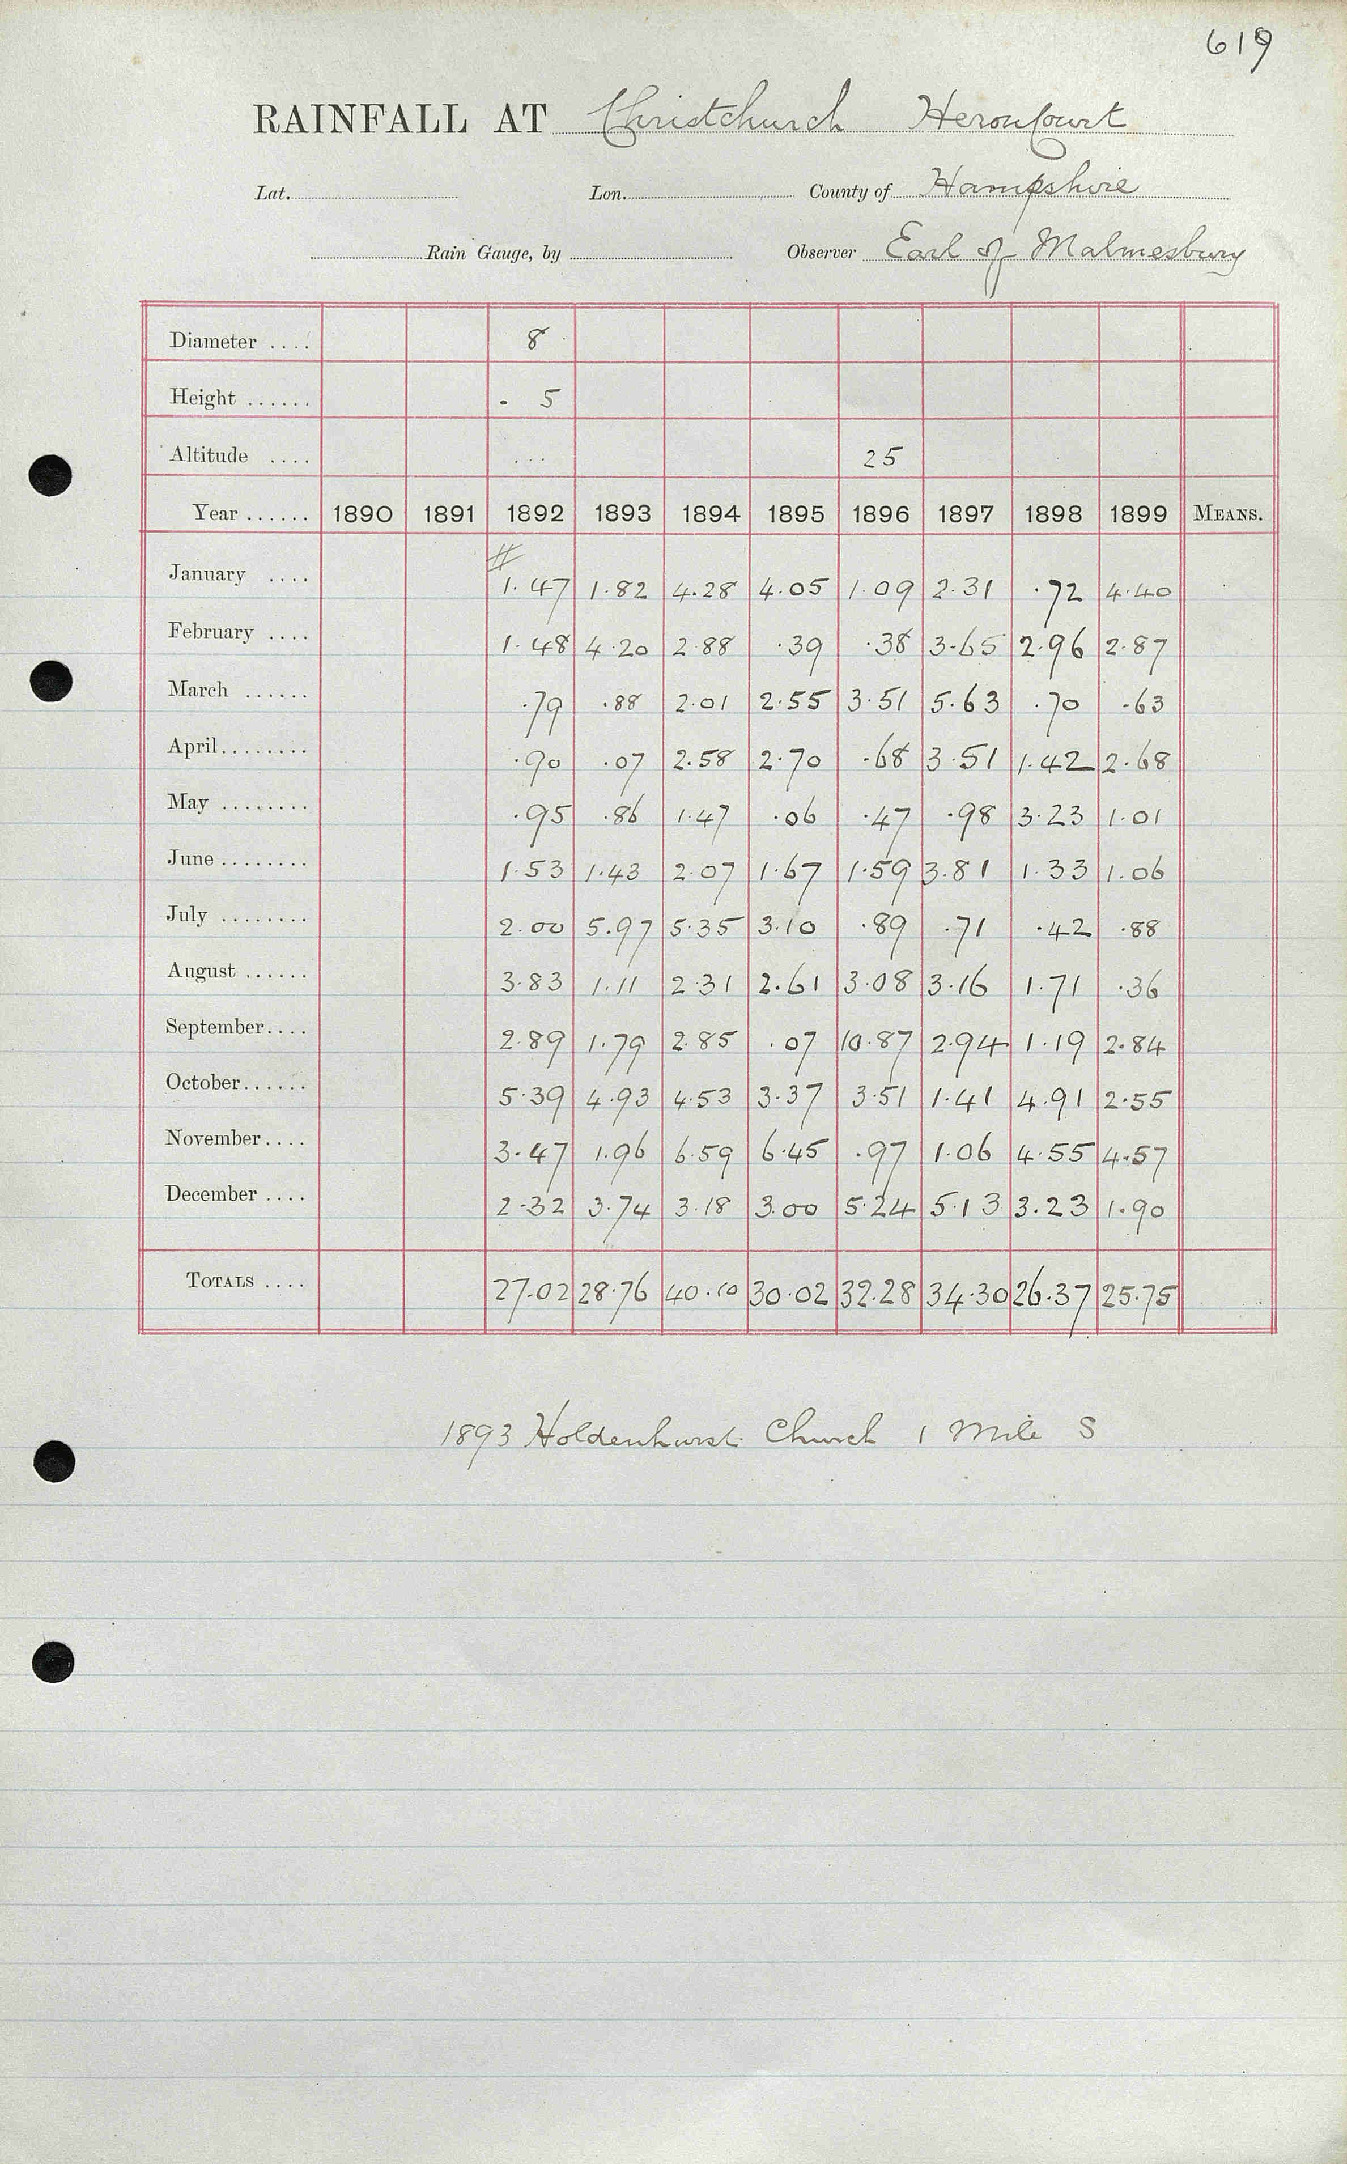 619
RAINFALL AT Christchurch Heron Court
Lat. Lon. County of Hampshire
Rain Gauge, by Observer Earl of Malmesbury
Diameter .... 8
Height ...... - 5
Altitude .... ... 25
Year ...... 1890 1891 1892 1893 1894 1895 1896 1897 1898 1899 MEANS.
January .... # 1.47 1.82 4.28 4.05 1.09 2.31 .72 4.40
February .... 1.48 4.20 2.88 .39 .38 3.65 2.96 2.87
March ...... .79 .88 2.01 2.55 3.51 5.63 .70 .63
April........ .90 .07 2.58 2.70 .68 3.51 1.42 2.68
May ........ .95 .86 1.47 .06 .47 .98 3.23 1.01
June ........ 1.53 1.43 2.07 1.67 1.59 3.81 1.33 1.06
July ........ 2.00 5.97 5.35 3.10 .89 .71 .42 .88
August ...... 3.83 1.11 2.31 2.61 3.08 3.16 1.71 .36
September.... 2.89 1.79 2.85 .07 10.87 2.94 1.19 2.84
October...... 5.39 4.93 4.53 3.37 3.51 1.41 4.91 2.55
November.... 3.47 1.96 6.59 6.45 .97 1.06 4.55 4.57
December .... 2.32 3.74 3.18 3.00 5.24 5.13 3.23 1.90
TOTALS .... 27.02 28.76 40.10 30.02 32.28 34.30 26.37 25.75
1893 Holdenhurst Church 1 Mile S